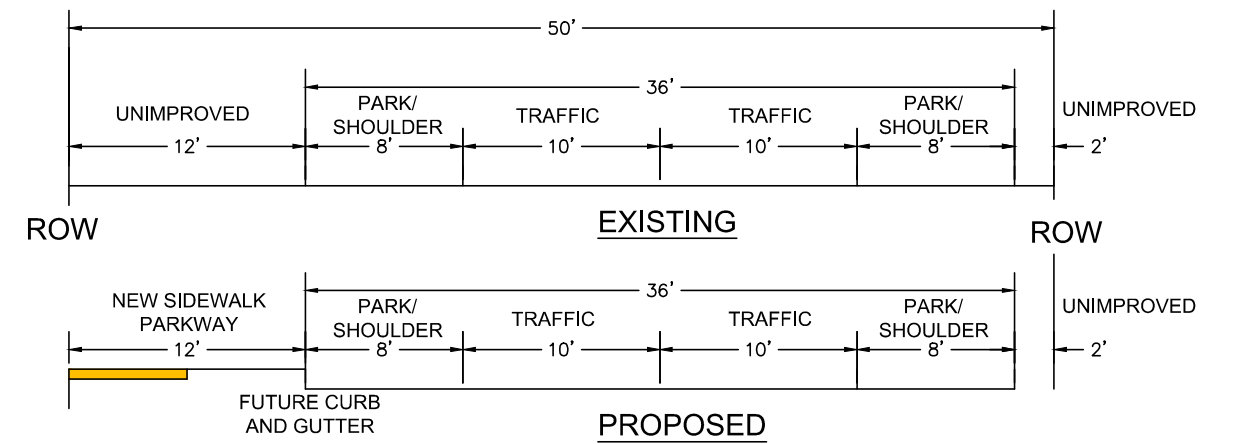 50'
36'
UNIMPROVED
12'
PARK/
SHOULDER
8'
TRAFFIC
10'
TRAFFIC
10'
PARK/
SHOULDER
8'
UNIMPROVED
2'
ROW
EXISTING
ROW
36'
NEW SIDEWALK
PARKWAY
12'
PARK/
SHOULDER
8'
TRAFFIC
10'
TRAFFIC
10'
PARK/
SHOULDER
8'
UNIMPROVED
2'
FUTURE CURB
AND GUTTER
PROPOSED